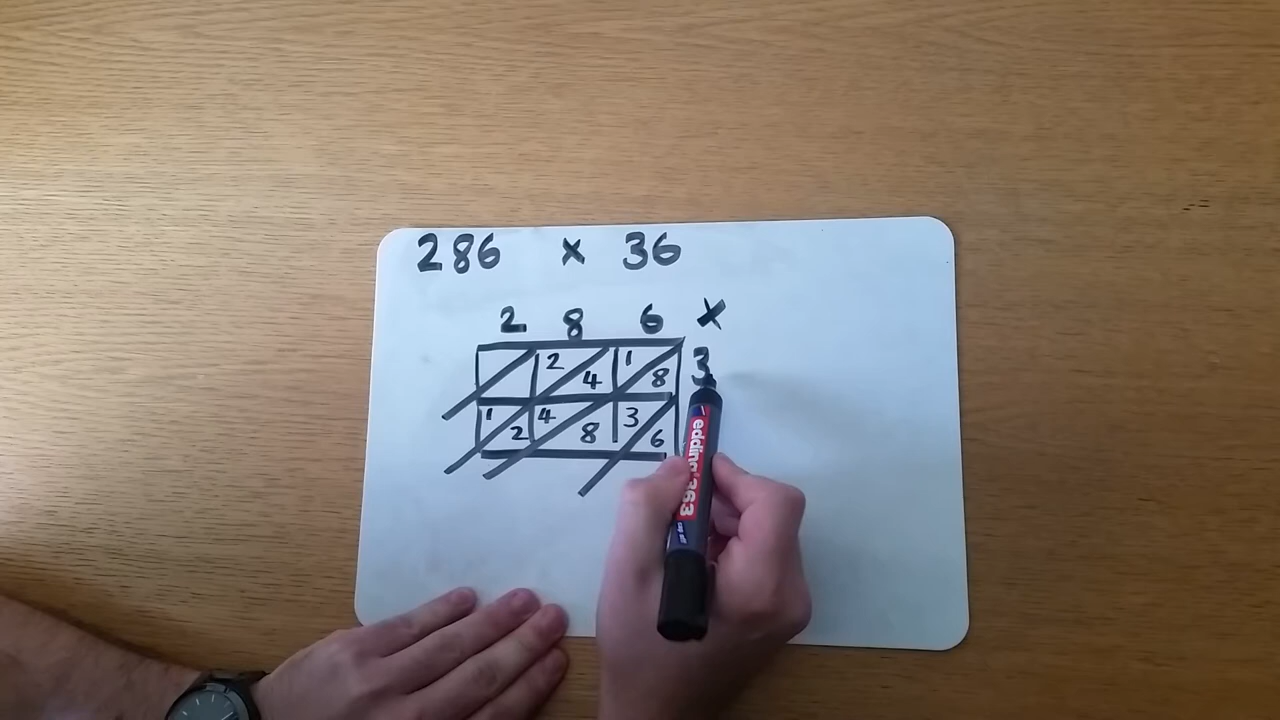 286 × 36
2 8 6 ×
2 4 1 8 3
1 2 4 8 3 6
edding 363